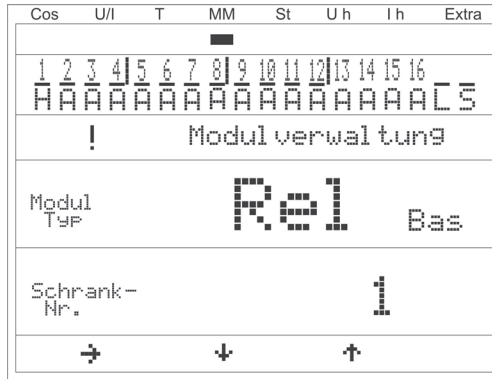 Cos U/I T MM St U h I h Extra
1 2 3 4 5 6 7 8 9 10 11 12 13 14 15 16
H A A A A A A A A A A A A A A A A L S
! Modulverwaltung
Modul Typ Rel Bas
Schrank-Nr. 1
→ ↓ ↑